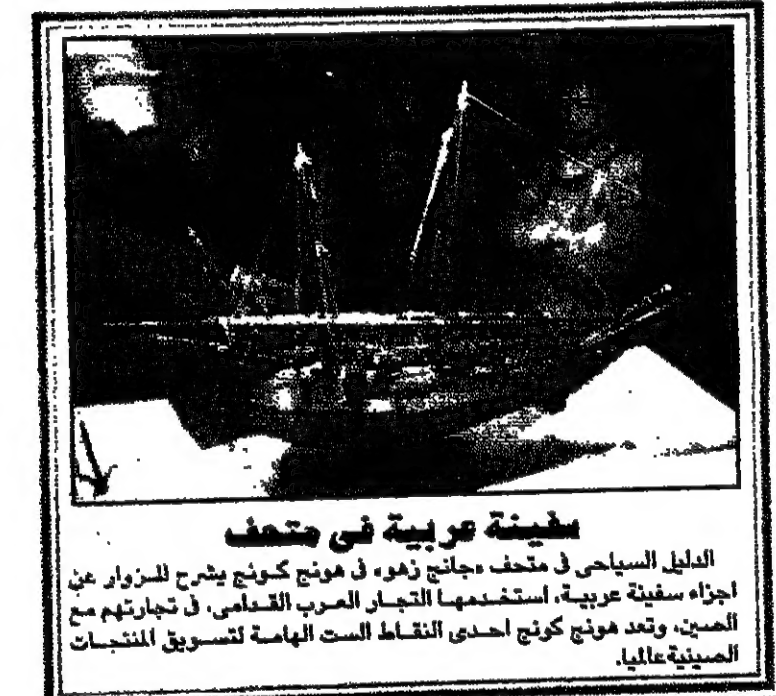 سفينة عربية في متحف
الدليل السياحى فى متحف «جانج زهو» فى هونج كونج يشرح للزوار عن
اجزاء سفينة عربية، استخدمها التجار العرب القدامى، فى تجارتهم مع
الصين، وتعد هونج كونج احدى النقاط الست الهامة لتسويق المنتجات
الصينية عالميا.